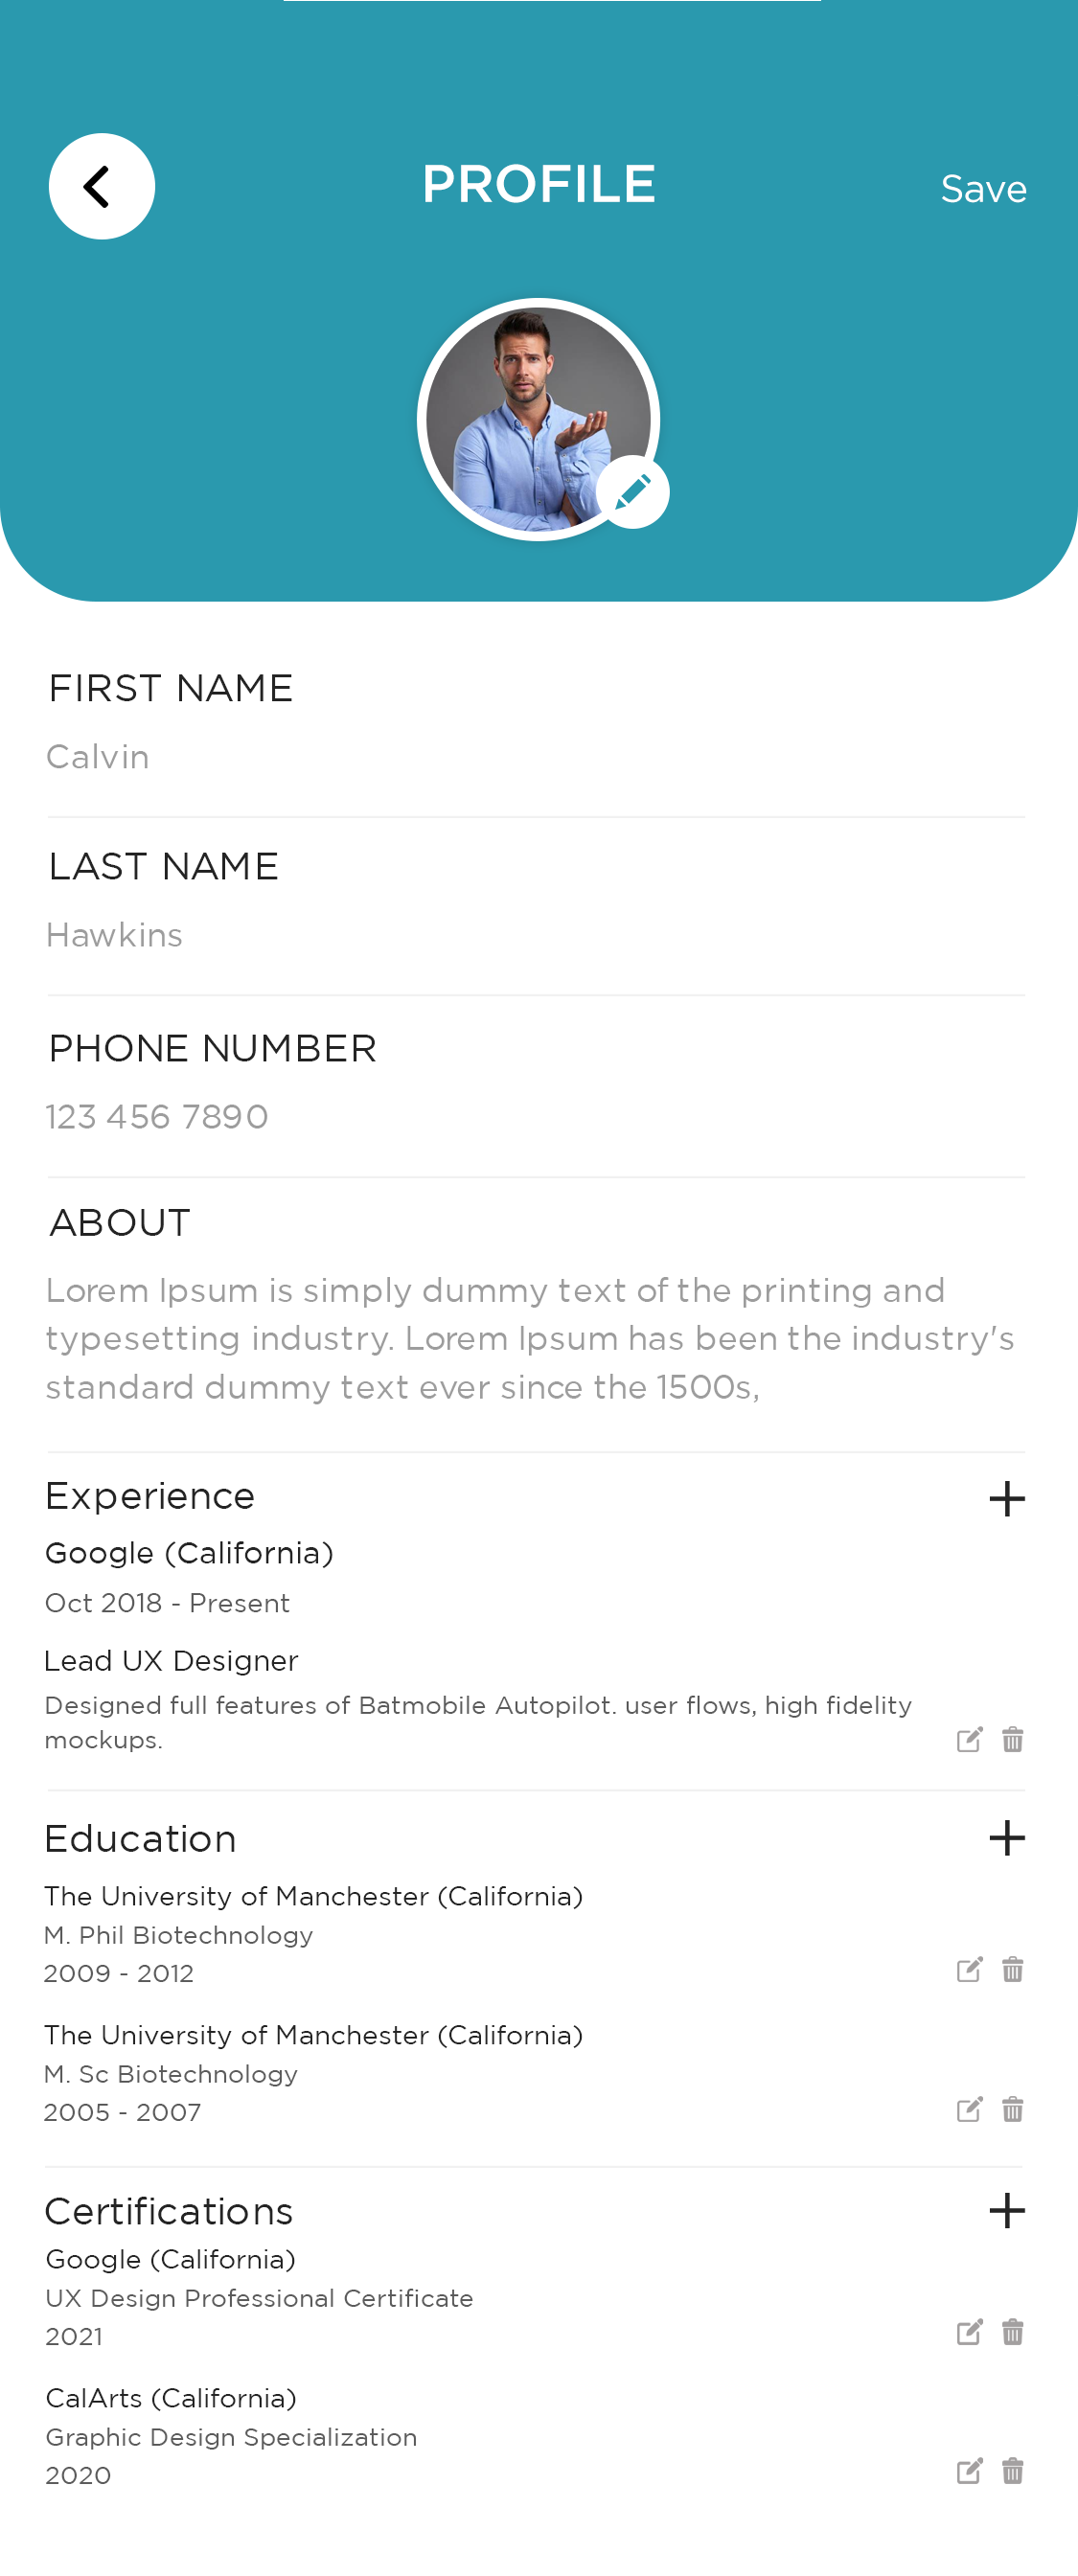 PROFILE
Save
FIRST NAME
Calvin
LAST NAME
Hawkins
PHONE NUMBER
123 456 7890
ABOUT
Lorem Ipsum is simply dummy text of the printing and
typesetting industry. Lorem Ipsum has been the industry's
standard dummy text ever since the 1500s,
Experience
Google (California)
Oct 2018 - Present
Lead UX Designer
Designed full features of Batmobile Autopilot. user flows, high fidelity
mockups.
Education
The University of Manchester (California)
M. Phil Biotechnology
2009 - 2012
The University of Manchester (California)
M. Sc Biotechnology
2005 - 2007
Certifications
Google (California)
UX Design Professional Certificate
2021
CalArts (California)
Graphic Design Specialization
2020